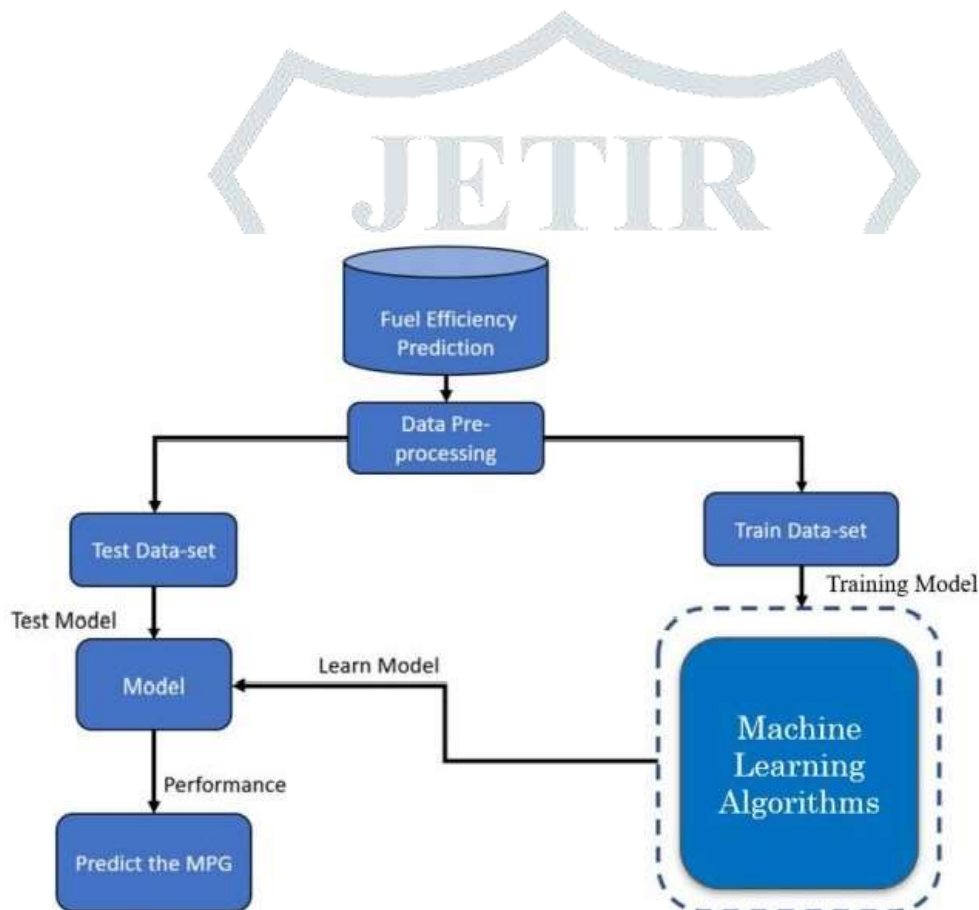 JETIR
Fuel Efficiency
Prediction
Data Pre-
processing
Test Data-set
Train Data-set
Training Model
Test Model
Learn Model
Model
Machine
Learning
Algorithms
Performance
Predict the MPG